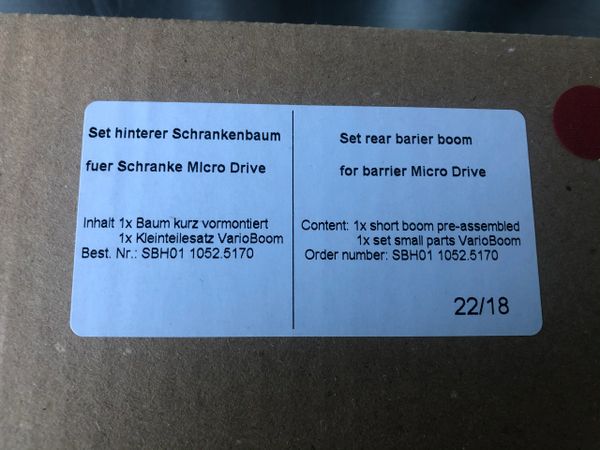 Set hinterer Schrankenbaum
fuer Schranke MIcro Drive
Inhalt 1x Baum kurz vormontiert
1x Kleinteilesatz VarioBoom
Best. Nr.: SBH01 1052.5170
Set rear barier boom
for barrier Micro Drive
Content: 1x short boom pre-assembled
1x set small parts VarioBoom
Order number: SBH01 1052.5170
22/18